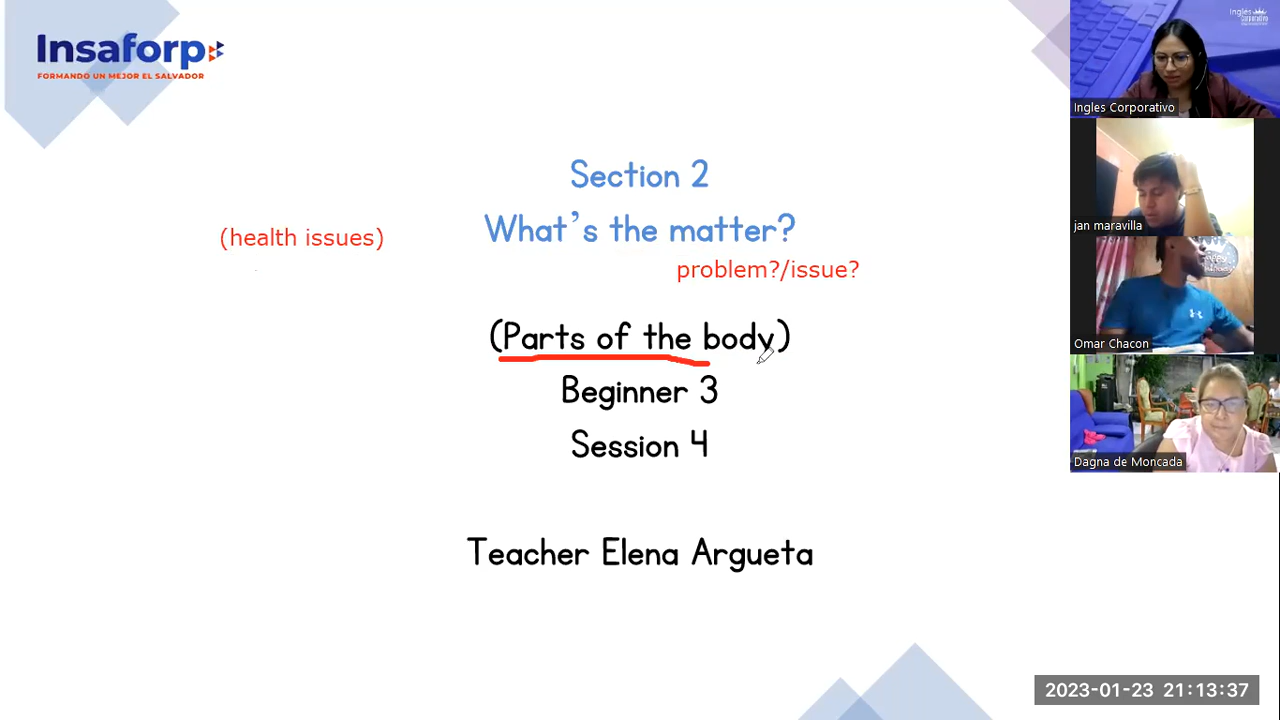 Insaforp
FORMANDO UN MEJOR EL SALVADOR
Section 2
What's the matter?
(health issues)
problem?/issue?
(Parts of the body)
Beginner 3
Session 4
Teacher Elena Argueta
Ingles
Corporativo
Ingles Corporativo
jan maravilla
Omar Chacon
Dagna de Moncada
2023-01-23 21:13:37